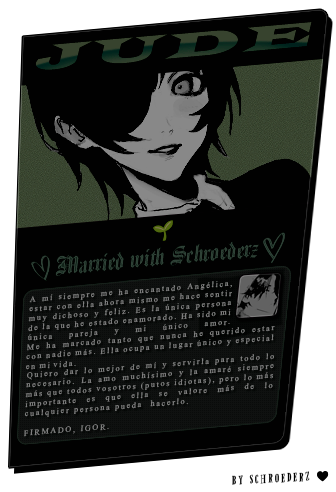 JUDE
Married with Schroederz
A mí siempre me ha encantado Angélica,
estar con ella ahora mismo me hace sentir
muy dichoso y feliz. Es la única persona
de la que he estado enamorado. Ha sido mi
única pareja y mi único amor.
Me ha marcado tanto que nunca he querido estar
con nadie más. Ella ocupa un lugar único y especial
en mi vida.
Quiero dar lo mejor de mí y servirla para todo lo
necesario. La amo muchísimo y la amaré siempre
más que todos vosotros (putos idiotas), pero lo más
importante es que ella se valore más de lo
cualquier persona pueda hacerlo.
FIRMADO, IGOR.
BY SCHROEDERZ